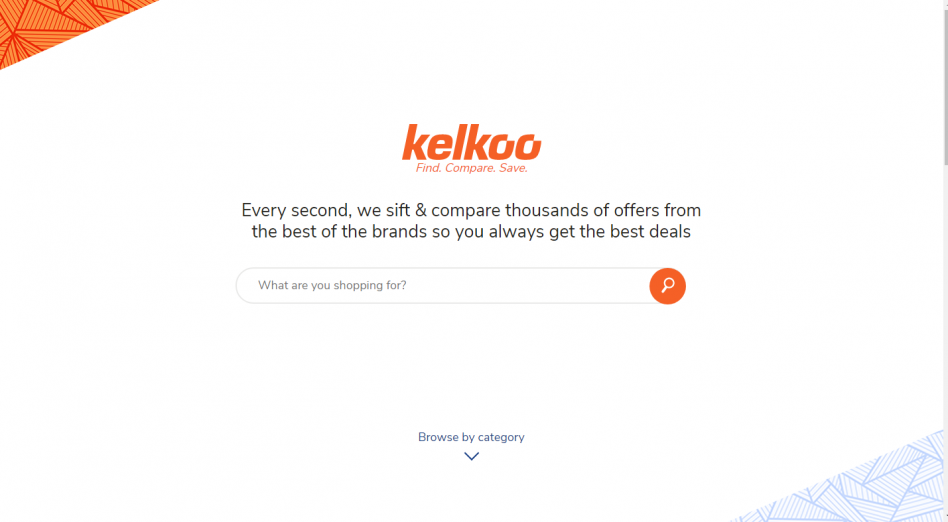 kelkoo
Find. Compare. Save.
Every second, we sift & compare thousands of offers from
the best of the brands so you always get the best deals
What are you shopping for?
Browse by category